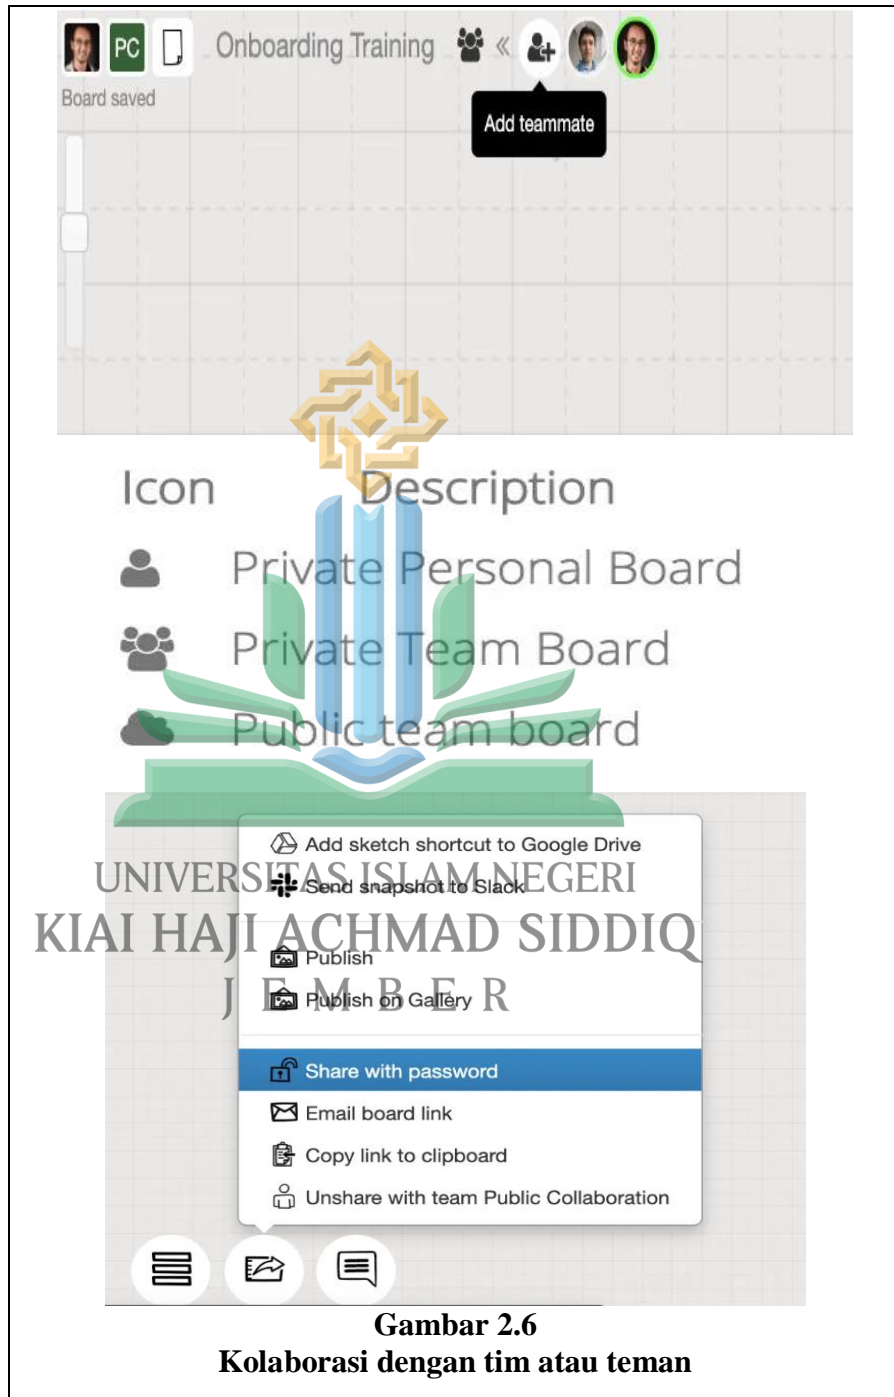 PC Onboarding Training «
Board saved
Add teammate
Icon Description
Private Personal Board
Private Team Board
Public team board
Add sketch shortcut to Google Drive
UNIVERSITAS ISLAM NEGERI
Send snapshot to Slack
KIAI HAJI ACHMAD SIDDIQ
Publish
JEMBER
Publish on Gallery
Share with password
Email board link
Copy link to clipboard
Unshare with team Public Collaboration
Gambar 2.6
Kolaborasi dengan tim atau teman